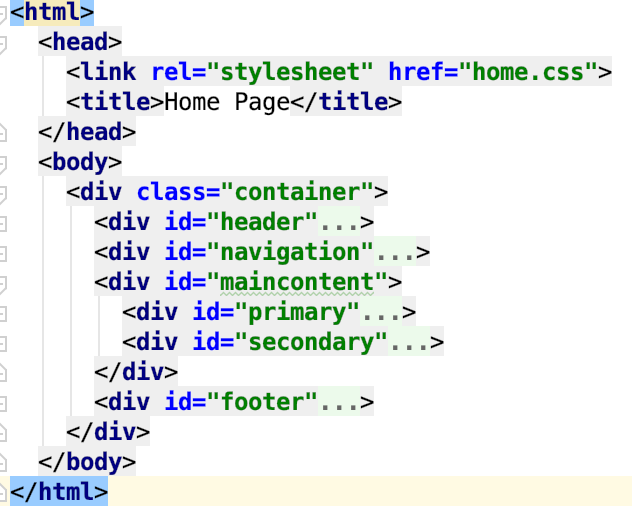 <html>
<head>
<link rel="stylesheet" href="home.css">
<title>Home Page</title>
</head>
<body>
<div class="container">
<div id="header"...>
<div id="navigation"...>
<div id="maincontent">
<div id="primary"...>
<div id="secondary"...>
</div>
<div id="footer"...>
</div>
</body>
</html>